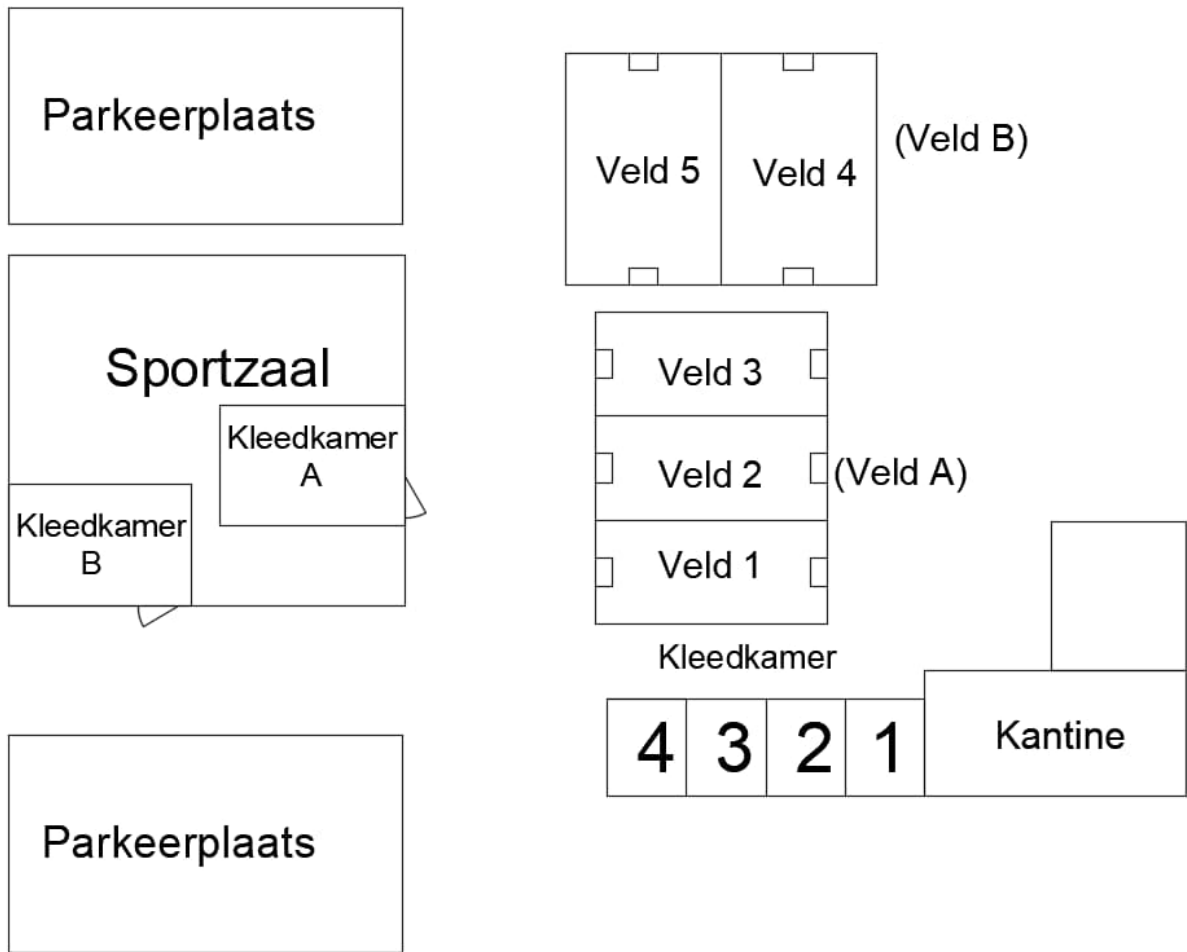 Parkeerplaats
Veld 5
Veld 4
(Veld B)
Sportzaal
Kleedkamer
A
Kleedkamer
B
Veld 3
Veld 2
(Veld A)
Veld 1
Kleedkamer
4 3 2 1
Kantine
Parkeerplaats